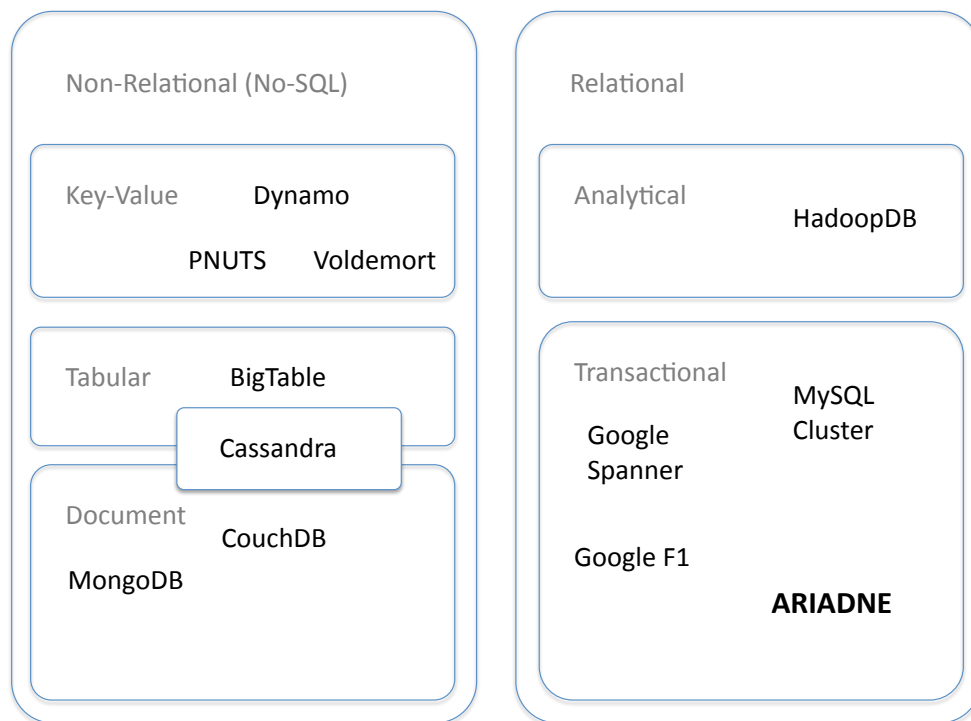 Non-Relational (No-SQL)
Key-Value
Dynamo
PNUTS
Voldemort
Tabular
BigTable
Cassandra
Document
CouchDB
MongoDB
Relational
Analytical
HadoopDB
Transactional
MySQL
Cluster
Google
Spanner
Google F1
ARIADNE